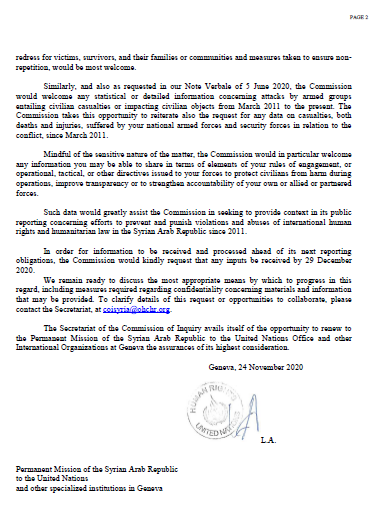 PAGE 2
redress for victims, survivors, and their families or communities and measures taken to ensure non-
repetition, would be most welcome.
Similarly, and also as requested in our Note Verbale of 5 June 2020, the Commission
would welcome any statistical or detailed information concerning attacks by armed groups
entailing civilian casualties or impacting civilian objects from March 2011 to the present. The
Commission takes this opportunity to reiterate also the request for any data on casualties, both
deaths and injuries, suffered by your national armed forces and security forces in relation to the
conflict, since March 2011.
Mindful of the sensitive nature of the matter, the Commission would in particular welcome
any information you may be able to share in terms of elements of your rules of engagement, or
operational, tactical, or other directives issued to your forces to protect civilians from harm during
operations, improve transparency or to strengthen accountability of your own or allied or partnered
forces.
Such data would greatly assist the Commission in seeking to provide context in its public
reporting concerning efforts to prevent and punish violations and abuses of international human
rights and humanitarian law in the Syrian Arab Republic since 2011.
In order for information to be received and processed ahead of its next reporting
obligations, the Commission would kindly request that any inputs be received by 29 December
2020.
We remain ready to discuss the most appropriate means by which to progress in this
regard, including measures required regarding confidentiality concerning materials and information
that may be provided. To clarify details of this request or opportunities to collaborate, please
contact the Secretariat, at coisyria@ohchr.org.
The Secretariat of the Commission of Inquiry avails itself of the opportunity to renew to
the Permanent Mission of the Syrian Arab Republic to the United Nations Office and other
International Organizations at Geneva the assurances of its highest consideration.
Geneva, 24 November 2020
HUMAN RIGHTS
UNITED NATIONS
L.A.
Permanent Mission of the Syrian Arab Republic
to the United Nations
and other specialized institutions in Geneva